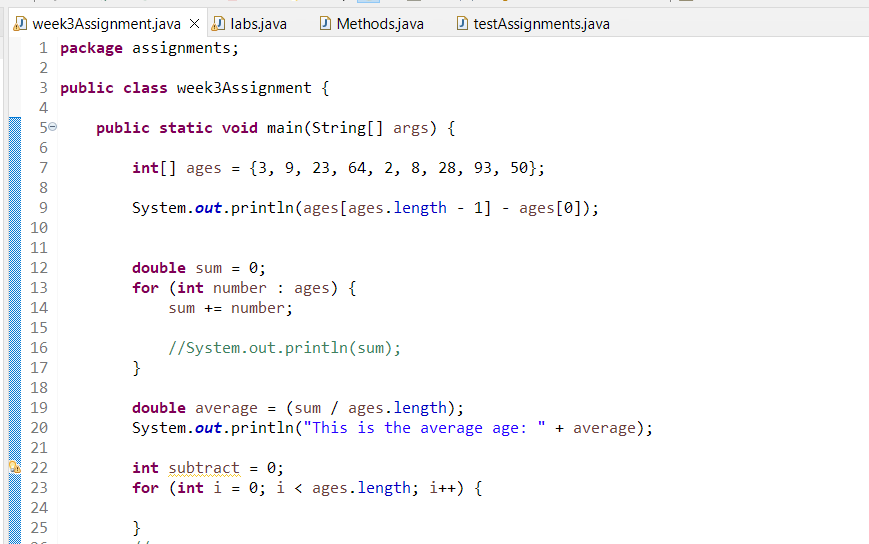 week3Assignment.java labs.java Methods.java testAssignments.java
1 package assignments;
2
3 public class week3Assignment {
4
5 public static void main(String[] args) {
6
7 int[] ages = {3, 9, 23, 64, 2, 8, 28, 93, 50};
8
9 System.out.println(ages[ages.length - 1] - ages[0]);
10
11
12 double sum = 0;
13 for (int number : ages) {
14 sum += number;
15
16 //System.out.println(sum);
17 }
18
19 double average = (sum / ages.length);
20 System.out.println("This is the average age: " + average);
21
22 int subtract = 0;
23 for (int i = 0; i < ages.length; i++) {
24
25 }